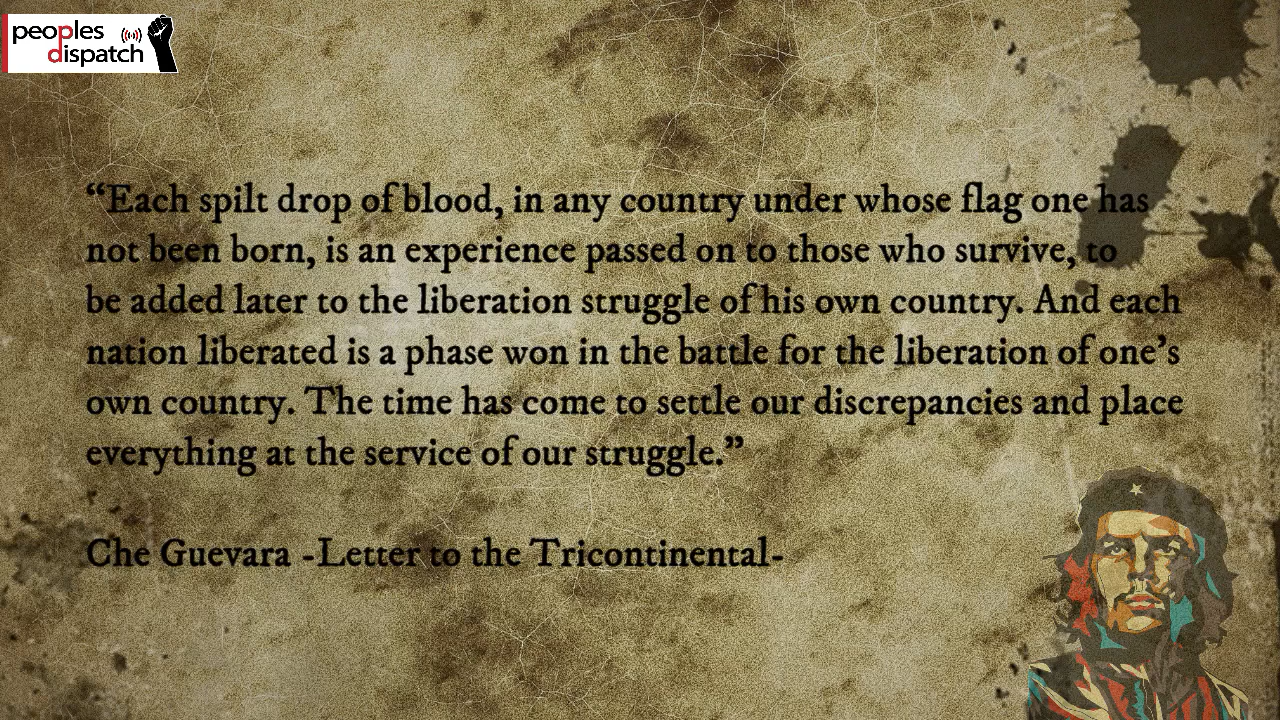 peoples
dispatch
“Each spilt drop of blood, in any country under whose flag one has
not been born, is an experience passed on to those who survive, to
be added later to the liberation struggle of his own country. And each
nation liberated is a phase won in the battle for the liberation of one’s
own country. The time has come to settle our discrepancies and place
everything at the service of our struggle.”
Che Guevara -Letter to the Tricontinental-